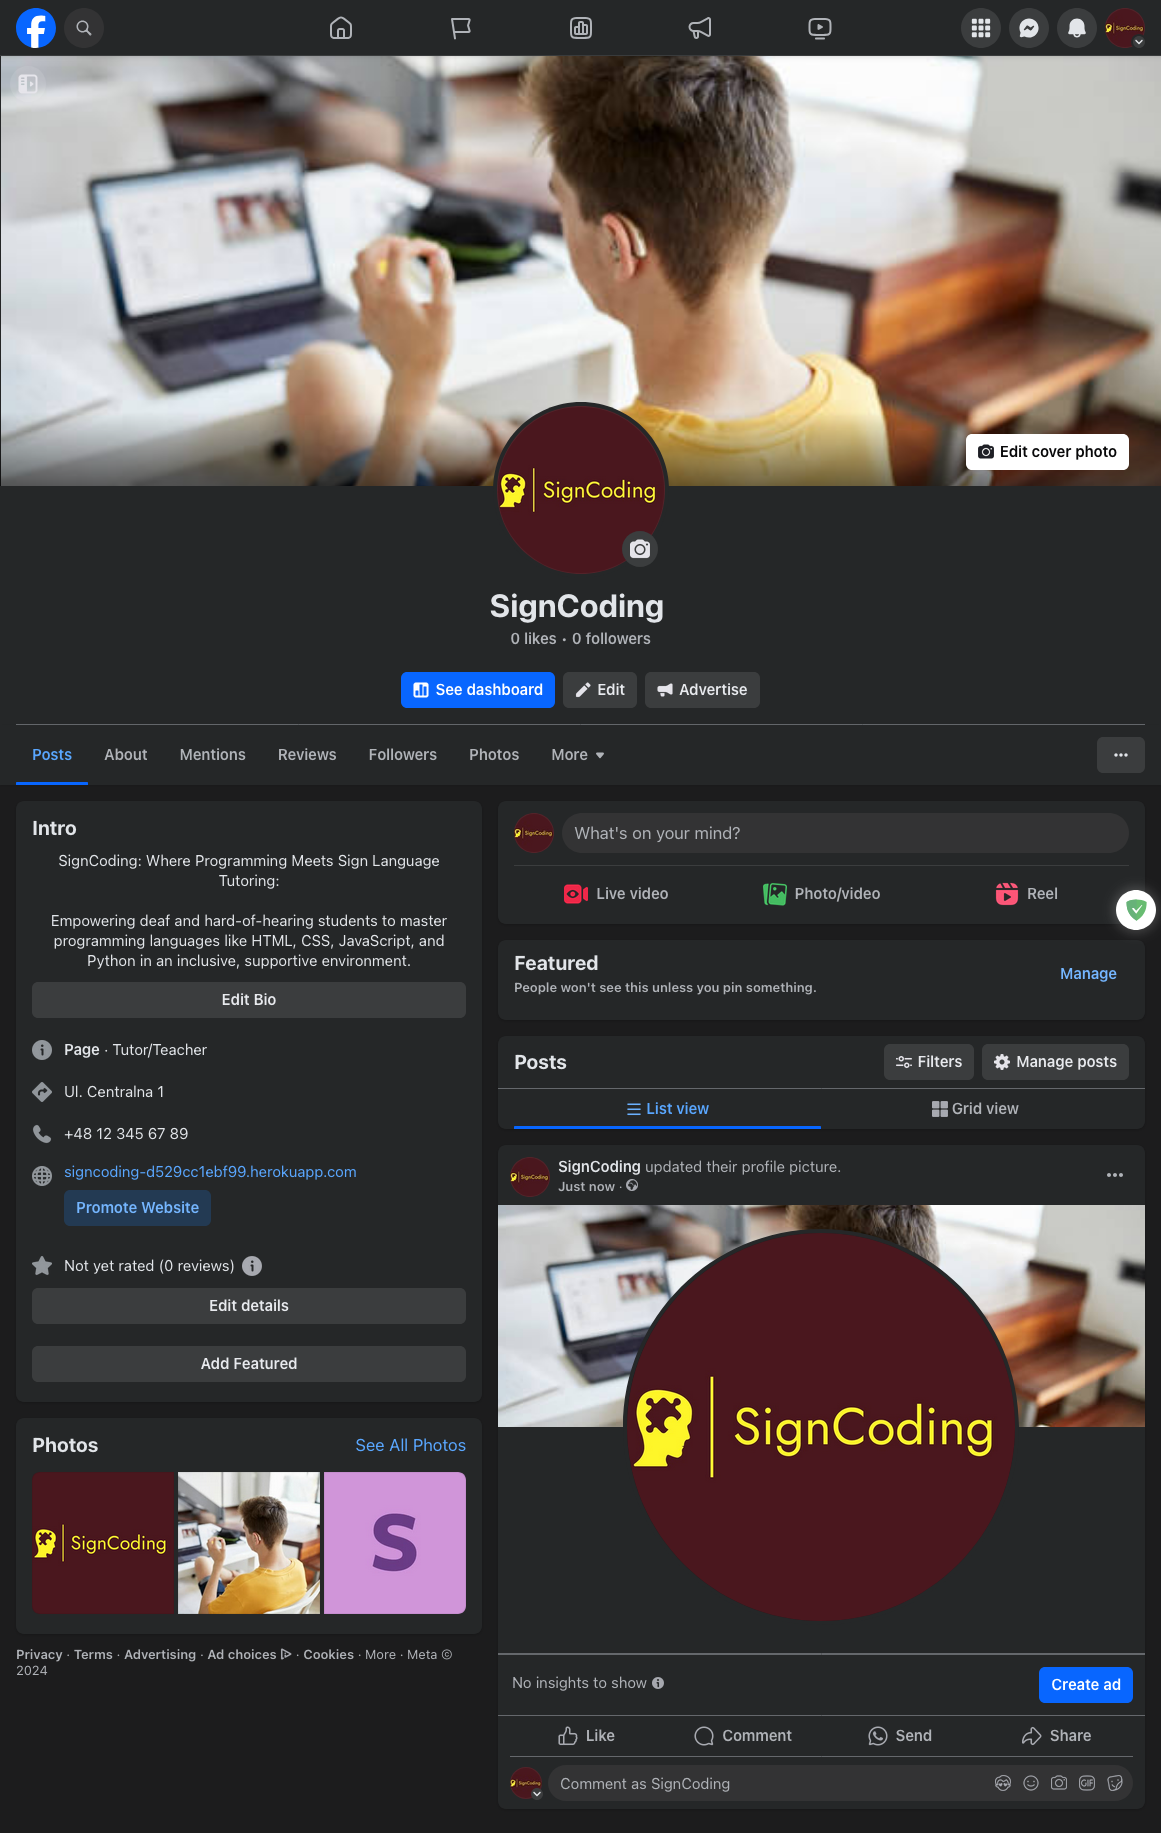 SignCoding
Edit cover photo
SignCoding
SignCoding
0 likes • 0 followers
See dashboard
Edit
Advertise
Posts
About
Mentions
Reviews
Followers
Photos
More
Intro
SignCoding: Where Programming Meets Sign Language
Tutoring:
Empowering deaf and hard-of-hearing students to master
programming languages like HTML, CSS, JavaScript, and
Python in an inclusive, supportive environment.
Edit Bio
Page · Tutor/Teacher
Ul. Centralna 1
+48 12 345 67 89
signcoding-d529cc1ebf99.herokuapp.com
Promote Website
Not yet rated (0 reviews)
Edit details
Add Featured
Photos
See All Photos
SignCoding
S
Privacy · Terms · Advertising · Ad choices · Cookies · More · Meta ©
2024
SignCoding
What's on your mind?
Live video
Photo/video
Reel
Featured
People won't see this unless you pin something.
Manage
Posts
Filters
Manage posts
List view
Grid view
SignCoding
SignCoding updated their profile picture.
Just now ·
SignCoding
No insights to show
Create ad
Like
Comment
Send
Share
SignCoding
Comment as SignCoding
GIF